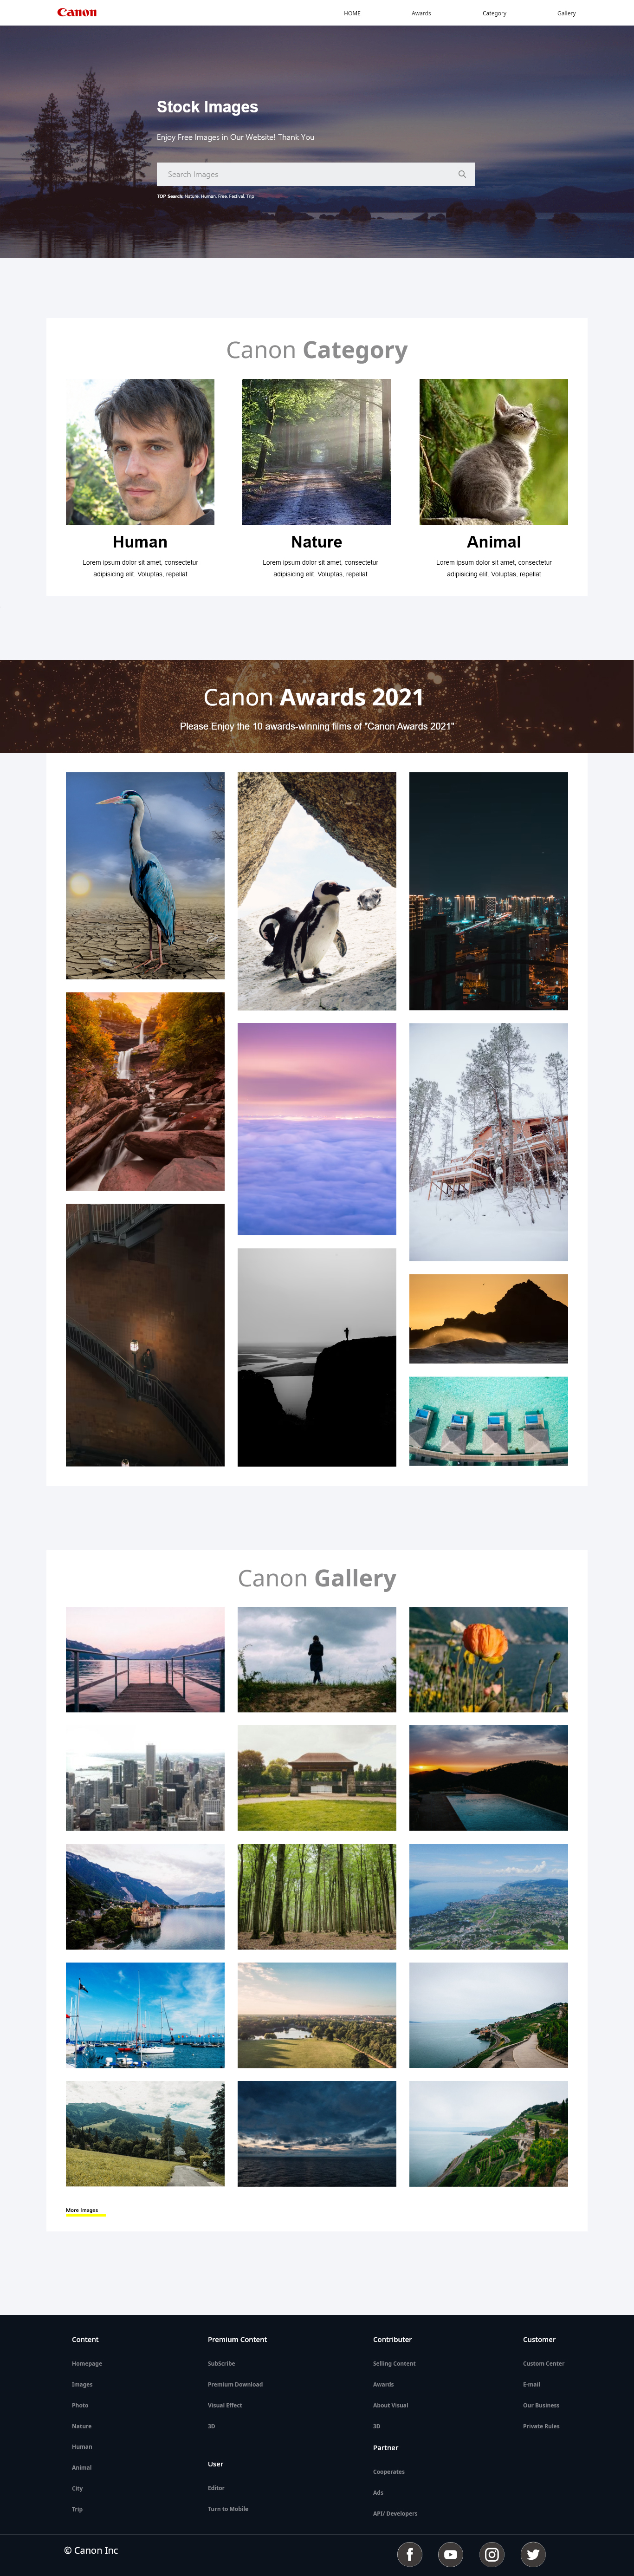 Canon
HOME Awards Category Gallery
Stock Images
Enjoy Free Images in Our Website! Thank You
Search Images
TOP Search: Nature, Human, Free, Festival, Trip
Canon Category
Human
Lorem ipsum dolor sit amet, consectetur
adipisicing elit. Voluptas, repellat
Nature
Lorem ipsum dolor sit amet, consectetur
adipisicing elit. Voluptas, repellat
Animal
Lorem ipsum dolor sit amet, consectetur
adipisicing elit. Voluptas, repellat
Canon Awards 2021
Please Enjoy the 10 awards-winning films of "Canon Awards 2021"
Canon Gallery
More Images
Content
Homepage
Images
Photo
Nature
Human
Animal
City
Trip
Premium Content
SubScribe
Premium Download
Visual Effect
3D
User
Editor
Turn to Mobile
Contributer
Selling Content
Awards
About Visual
3D
Partner
Cooperates
Ads
API/ Developers
Customer
Custom Center
E-mail
Our Business
Private Rules
© Canon Inc